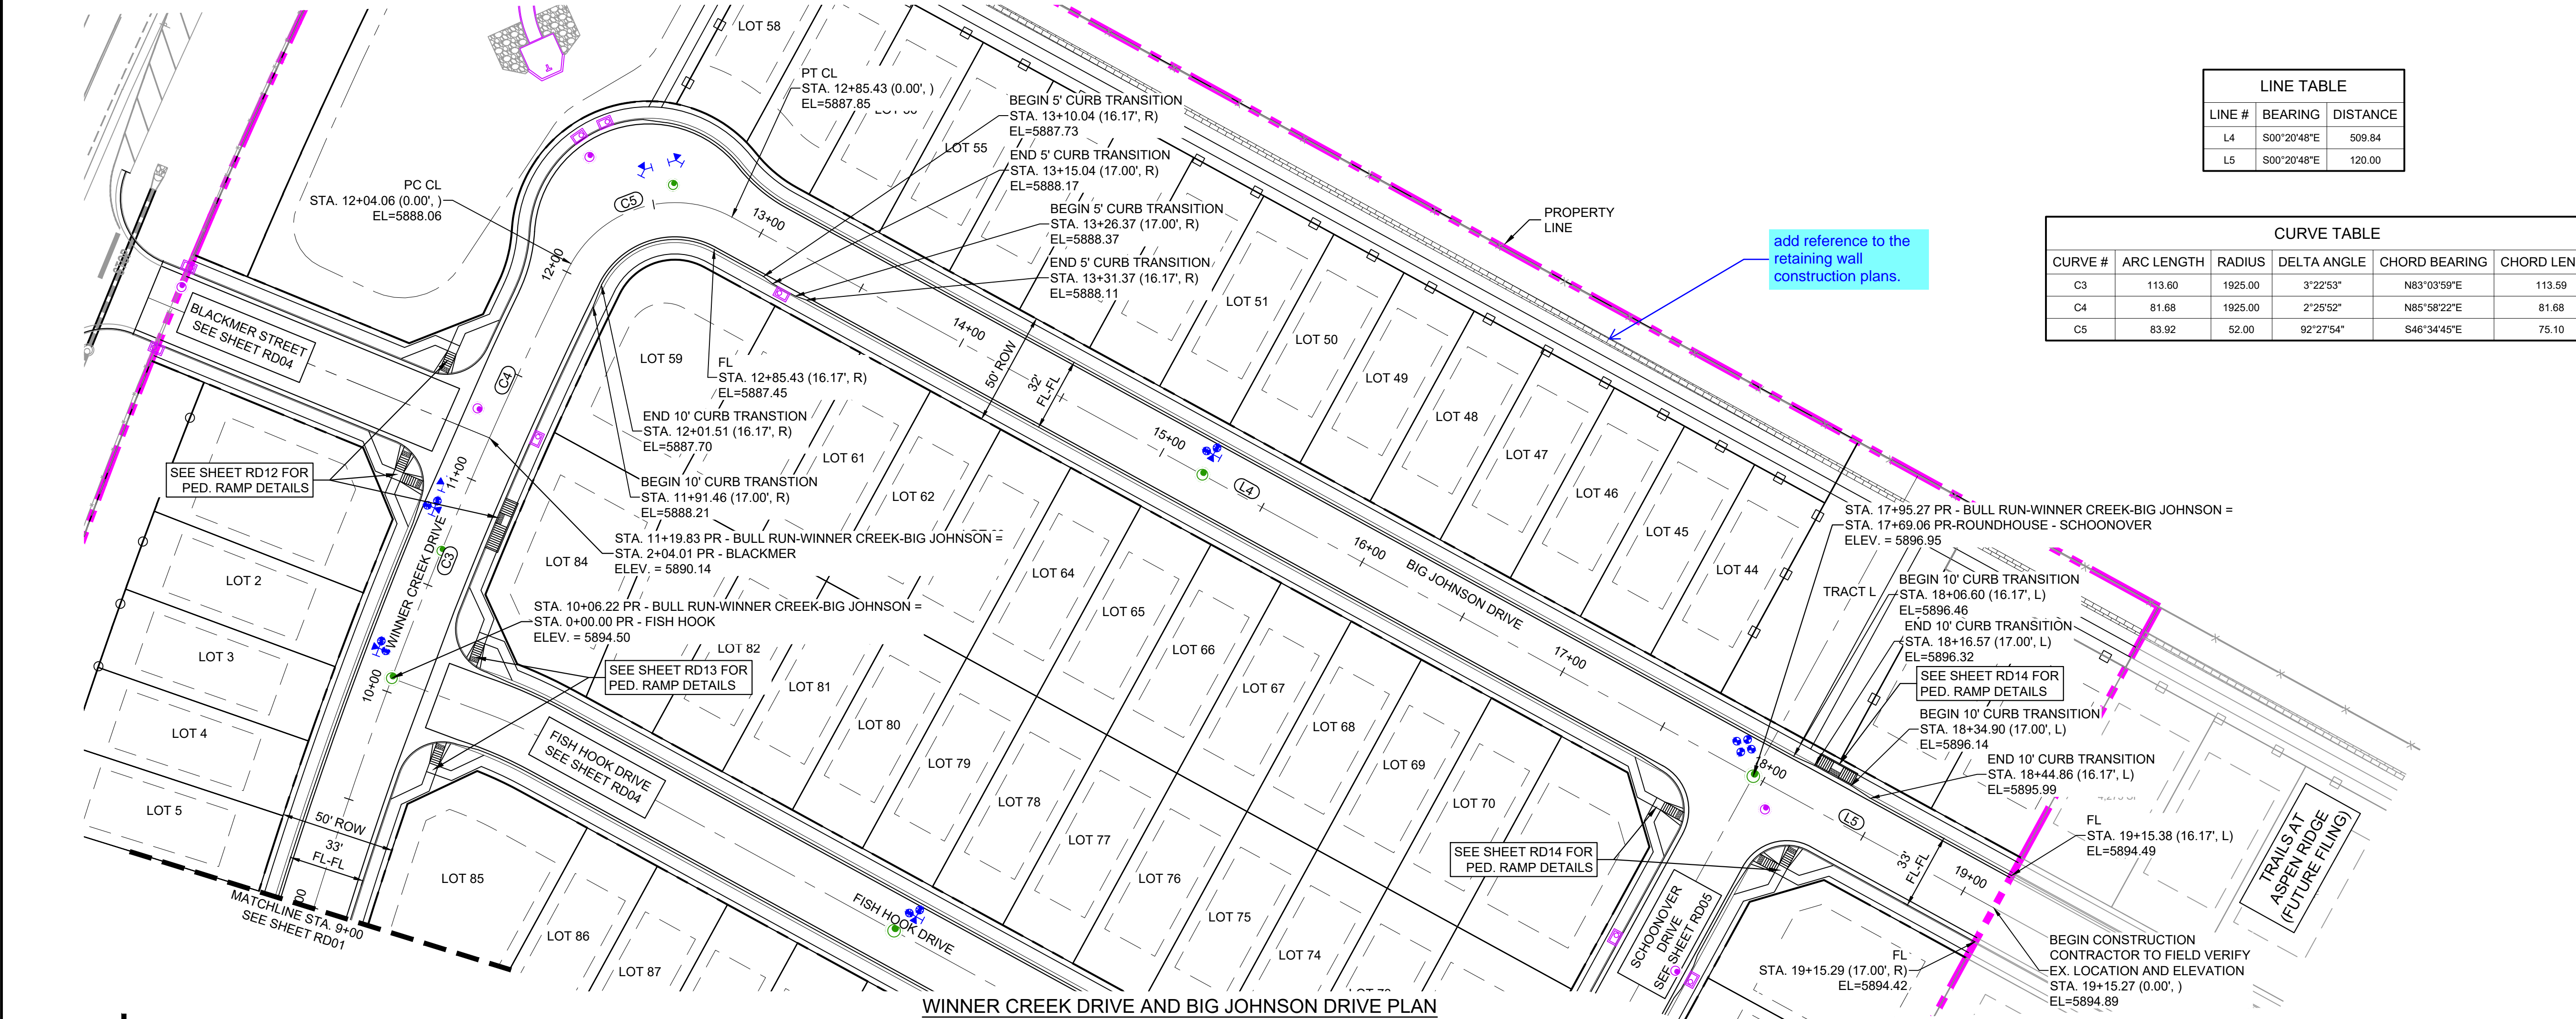 LOT 58
PT CL
STA. 12+85.43 (0.00', )
EL=5887.85
BEGIN 5' CURB TRANSITION
STA. 13+10.04 (16.17', R)
EL=5887.73
LOT 55
END 5' CURB TRANSITION
STA. 13+15.04 (17.00', R)
EL=5888.17
BEGIN 5' CURB TRANSITION
STA. 13+26.37 (17.00', R)
EL=5888.37
END 5' CURB TRANSITION
STA. 13+31.37 (16.17', R)
EL=5888.11
PC CL
STA. 12+04.06 (0.00', )
EL=5888.06
C5
13+00
12+00
PROPERTY
LINE
add reference to the
retaining wall
construction plans.
LINE TABLE
LINE # BEARING DISTANCE
L4 S00°20'48"E 509.84
L5 S00°20'48"E 120.00
CURVE TABLE
CURVE # ARC LENGTH RADIUS DELTA ANGLE CHORD BEARING CHORD LEN
C3 113.60 1925.00 3°22'53" N83°03'59"E 113.59
C4 81.68 1925.00 2°25'52" N85°58'22"E 81.68
C5 83.92 52.00 92°27'54" S46°34'45"E 75.10
BLACKMER STREET
SEE SHEET RD04
C4
LOT 59
14+00
50' ROW
32'
FL-FL
LOT 51
LOT 50
LOT 49
LOT 48
LOT 47
LOT 46
LOT 45
LOT 44
FL
STA. 12+85.43 (16.17', R)
EL=5887.45
END 10' CURB TRANSTION
STA. 12+01.51 (16.17', R)
EL=5887.70
BEGIN 10' CURB TRANSTION
STA. 11+91.46 (17.00', R)
EL=5888.21
LOT 61
LOT 62
15+00
L4
16+00
BIG JOHNSON DRIVE
17+00
SEE SHEET RD12 FOR
PED. RAMP DETAILS
11+00
WINNER CREEK DRIVE
C3
STA. 11+19.83 PR - BULL RUN-WINNER CREEK-BIG JOHNSON =
STA. 2+04.01 PR - BLACKMER
ELEV. = 5890.14
LOT 84
STA. 10+06.22 PR - BULL RUN-WINNER CREEK-BIG JOHNSON =
STA. 0+00.00 PR - FISH HOOK
ELEV. = 5894.50
LOT 82
SEE SHEET RD13 FOR
PED. RAMP DETAILS
LOT 64
LOT 65
LOT 66
LOT 67
LOT 68
LOT 69
LOT 70
STA. 17+95.27 PR - BULL RUN-WINNER CREEK-BIG JOHNSON =
STA. 17+69.06 PR-ROUNDHOUSE - SCHOONOVER
ELEV. = 5896.95
TRACT L
BEGIN 10' CURB TRANSITION
STA. 18+06.60 (16.17', L)
EL=5896.46
END 10' CURB TRANSITION
STA. 18+16.57 (17.00', L)
EL=5896.32
SEE SHEET RD14 FOR
PED. RAMP DETAILS
BEGIN 10' CURB TRANSITION
STA. 18+34.90 (17.00', L)
EL=5896.14
END 10' CURB TRANSITION
STA. 18+44.86 (16.17', L)
EL=5895.99
18+00
L5
33'
FL-FL
19+00
FL
STA. 19+15.38 (16.17', L)
EL=5894.49
TRAILS AT
ASPEN RIDGE
(FUTURE FILING)
LOT 2
LOT 3
LOT 4
LOT 5
10+00
50' ROW
33'
FL-FL
MATCHLINE STA. 9+00
SEE SHEET RD01
FISH HOOK DRIVE
SEE SHEET RD04
LOT 81
LOT 80
LOT 79
LOT 78
LOT 77
LOT 76
LOT 75
LOT 74
LOT 85
LOT 86
LOT 87
FISH HOOK DRIVE
SEE SHEET RD14 FOR
PED. RAMP DETAILS
SCHOONOVER
DRIVE
SEE SHEET RD05
FL
STA. 19+15.29 (17.00', R)
EL=5894.42
BEGIN CONSTRUCTION
CONTRACTOR TO FIELD VERIFY
EX. LOCATION AND ELEVATION
STA. 19+15.27 (0.00', )
EL=5894.89
WINNER CREEK DRIVE AND BIG JOHNSON DRIVE PLAN